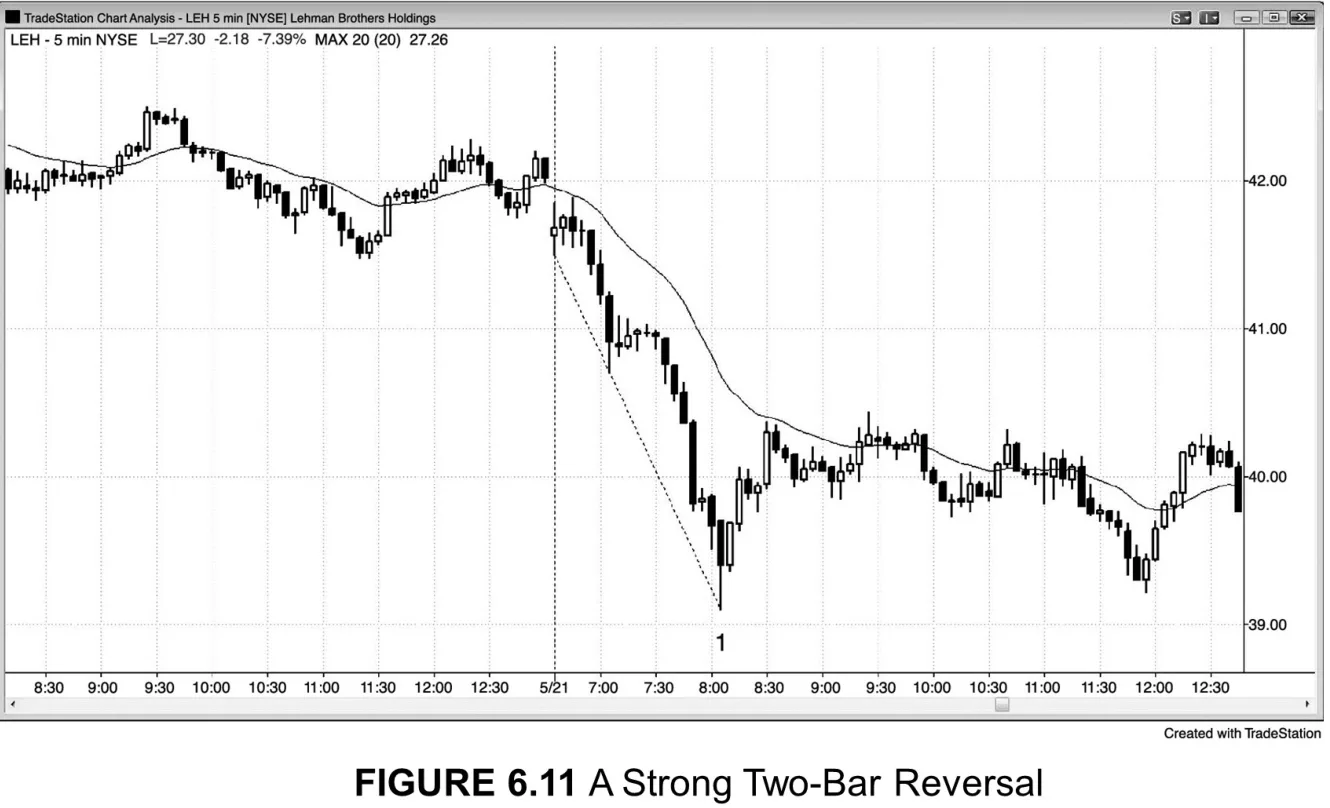 TradeStation Chart Analysis - LEH 5 min [NYSE] Lehman Brothers Holdings
S I
LEH - 5 min NYSE L=27.30 -2.18 -7.39% MAX 20 (20) 27.26
42.00
41.00
40.00
39.00
1
8:30 9:00 9:30 10:00 10:30 11:00 11:30 12:00 12:30 5/21 7:00 7:30 8:00 8:30 9:00 9:30 10:00 10:30 11:00 11:30 12:00 12:30
Created with TradeStation
FIGURE 6.11 A Strong Two-Bar Reversal